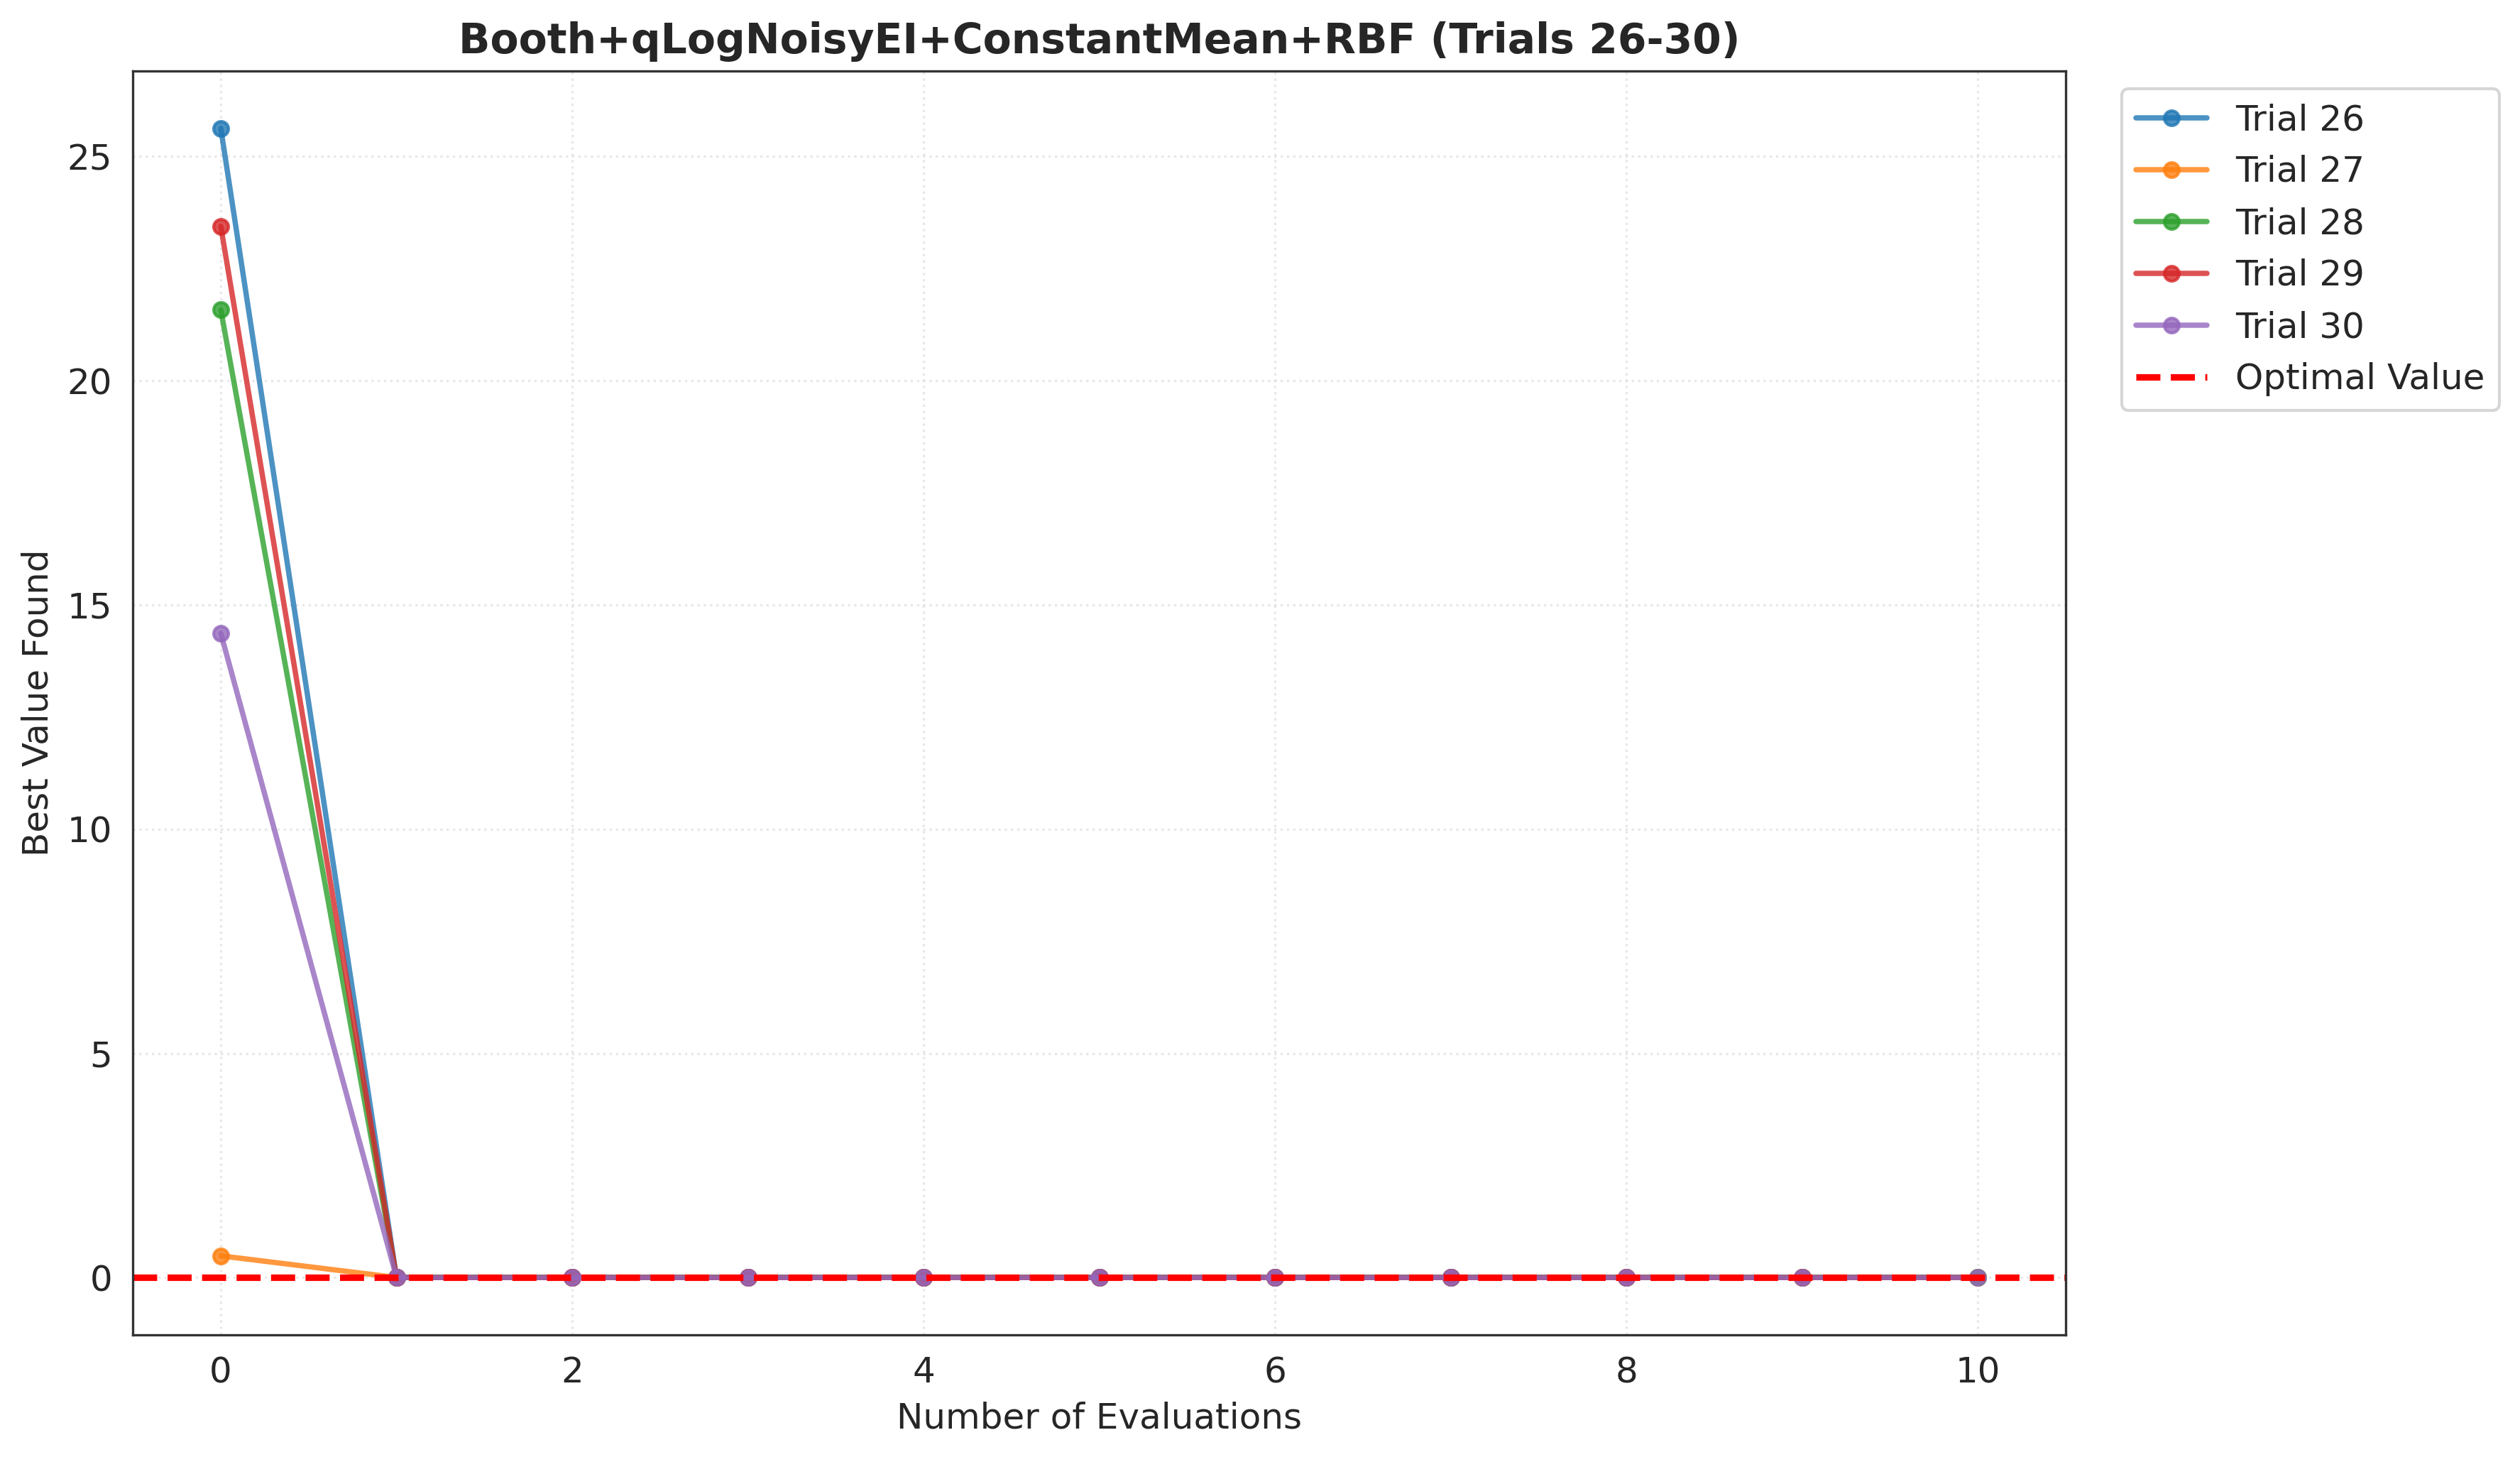 Booth+qLogNoisyEI+ConstantMean+RBF (Trials 26-30)
Trial 26
Trial 27
Trial 28
Trial 29
Trial 30
Optimal Value
Best Value Found
25
20
15
10
5
0
0 2 4 6 8 10
Number of Evaluations